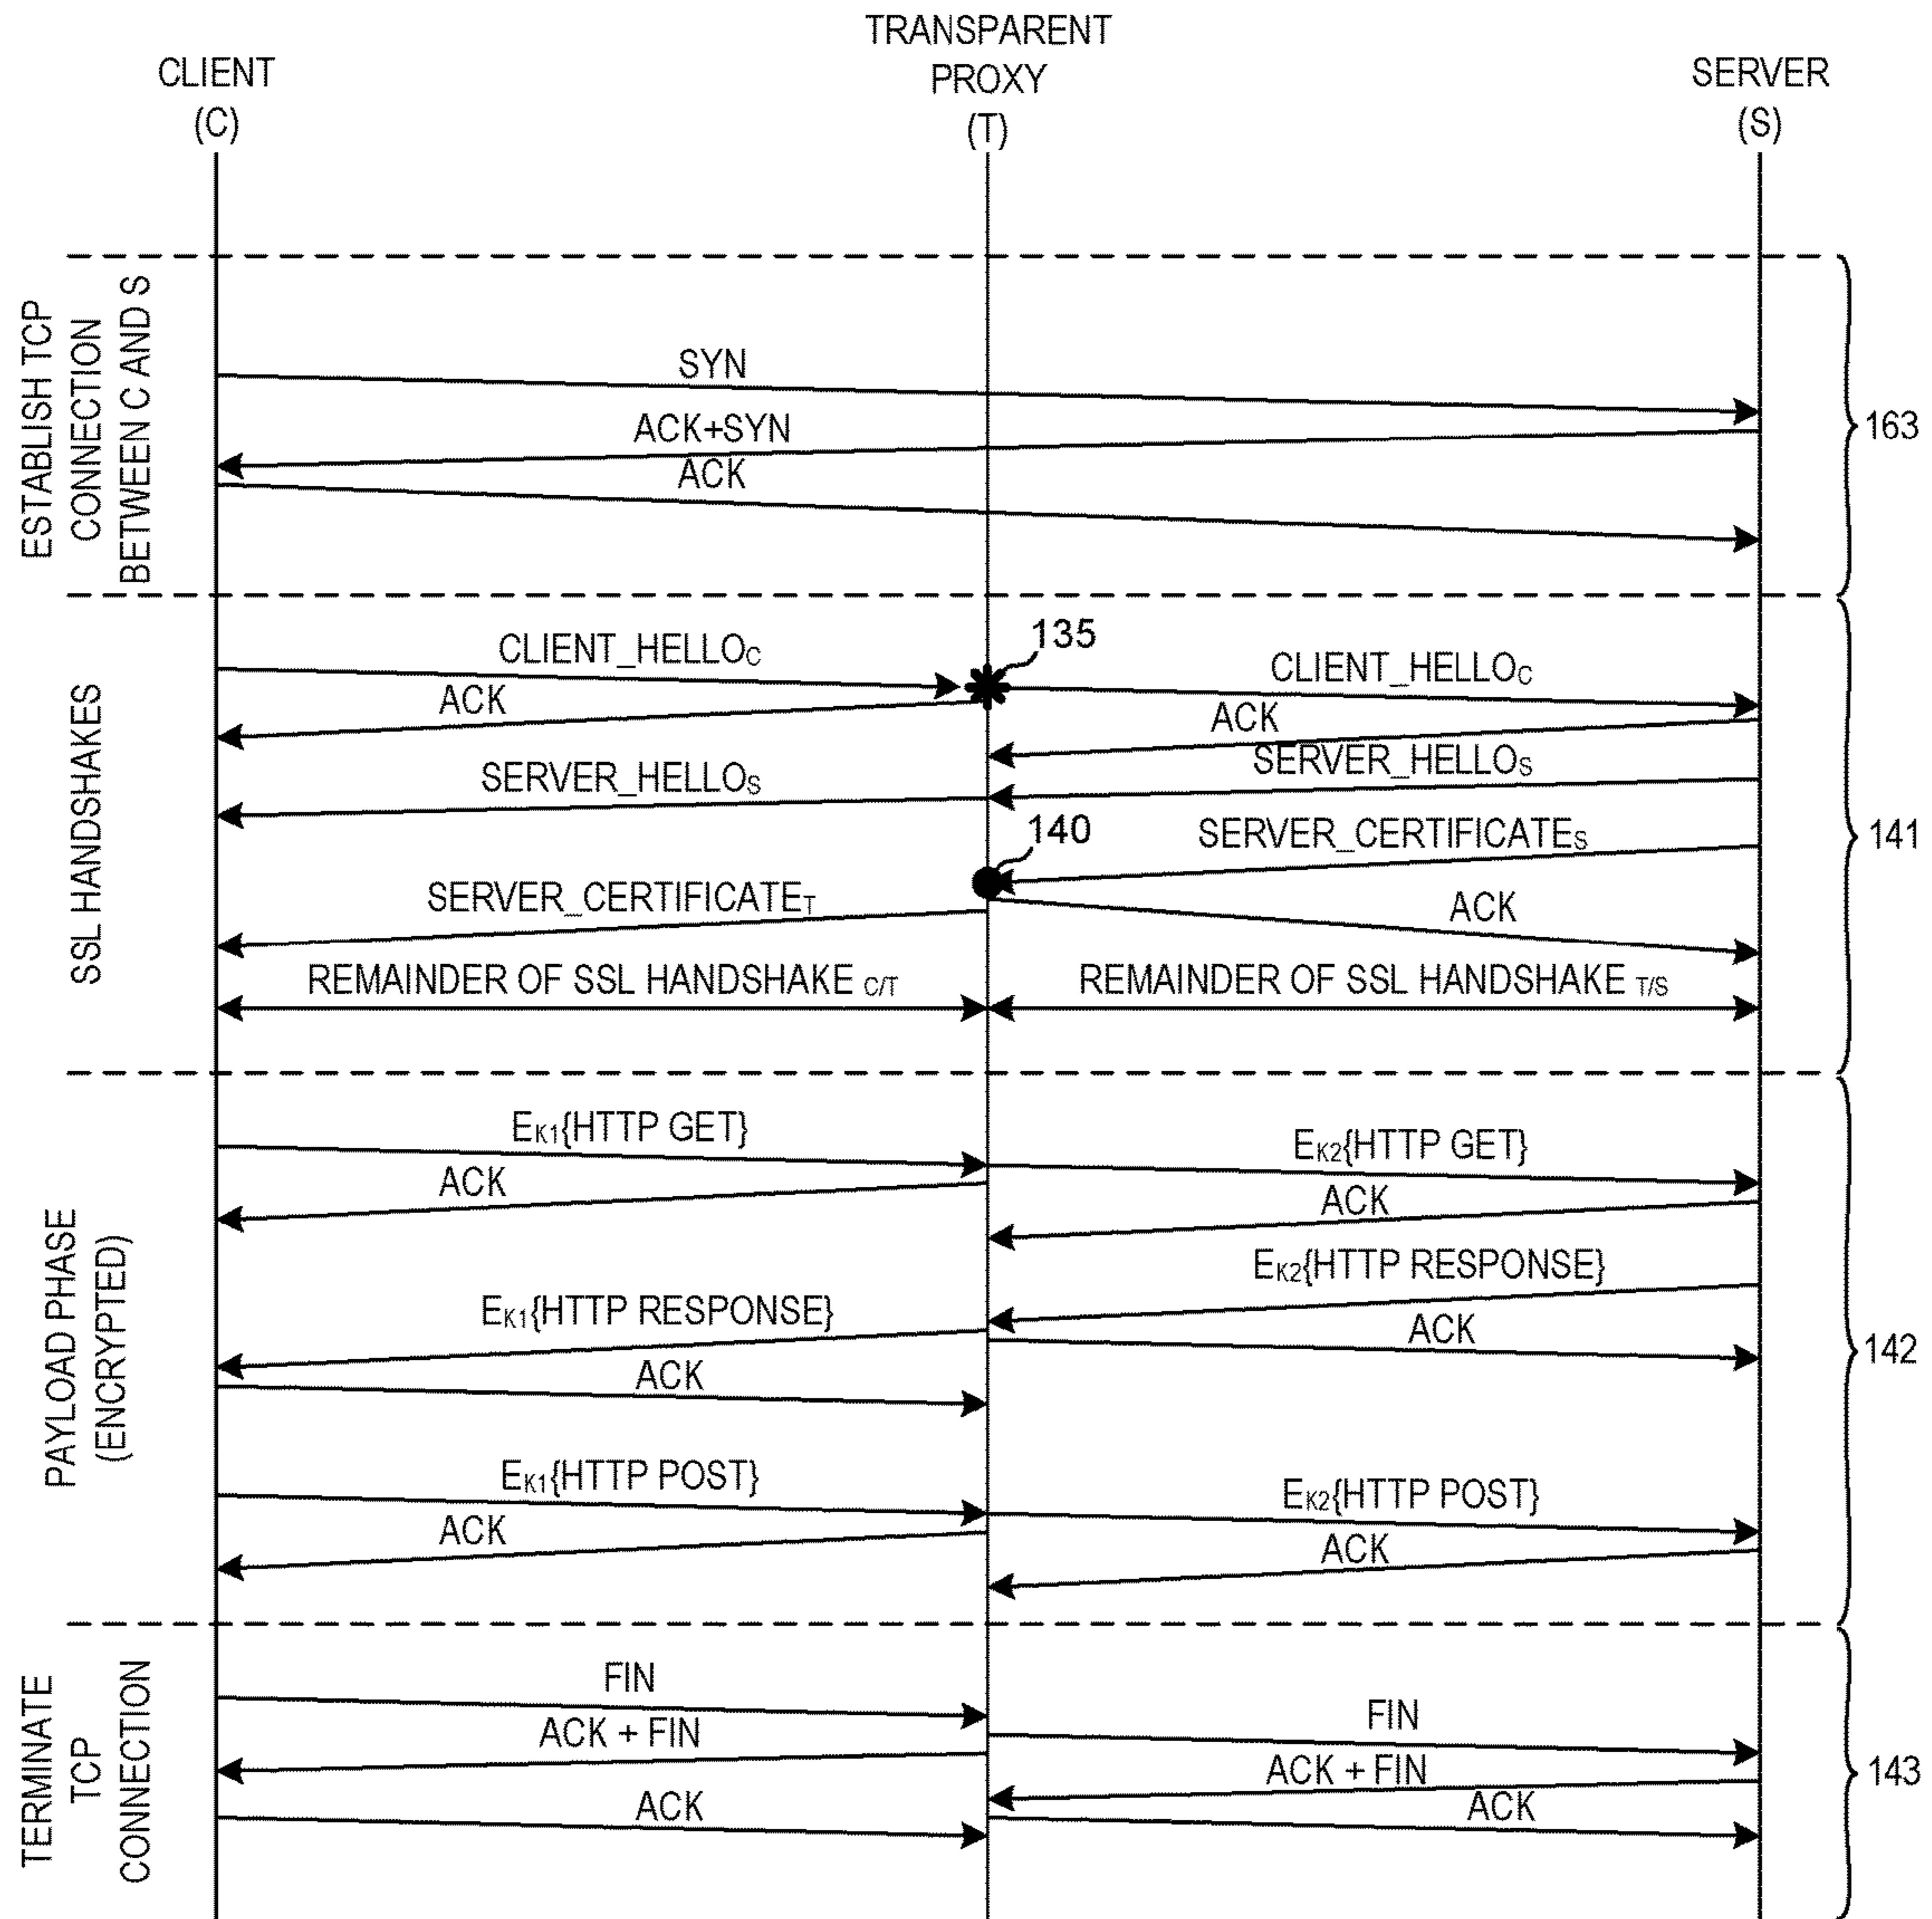 TRANSPARENT
PROXY
(T)
CLIENT
(C)
SERVER
(S)
ESTABLISH TCP
CONNECTION
BETWEEN C AND S
SYN
ACK+SYN
ACK
163
SSL HANDSHAKES
CLIENT_HELLOC
135
CLIENT_HELLOC
ACK
ACK
SERVER_HELLOS
SERVER_HELLOS
140
SERVER_CERTIFICATES
SERVER_CERTIFICATET
ACK
REMAINDER OF SSL HANDSHAKE C/T
REMAINDER OF SSL HANDSHAKE T/S
141
PAYLOAD PHASE
(ENCRYPTED)
EK1{HTTP GET}
EK2{HTTP GET}
ACK
ACK
EK2{HTTP RESPONSE}
EK1{HTTP RESPONSE}
ACK
ACK
EK1{HTTP POST}
EK2{HTTP POST}
ACK
ACK
142
TERMINATE
TCP
CONNECTION
FIN
FIN
ACK + FIN
ACK + FIN
ACK
ACK
143